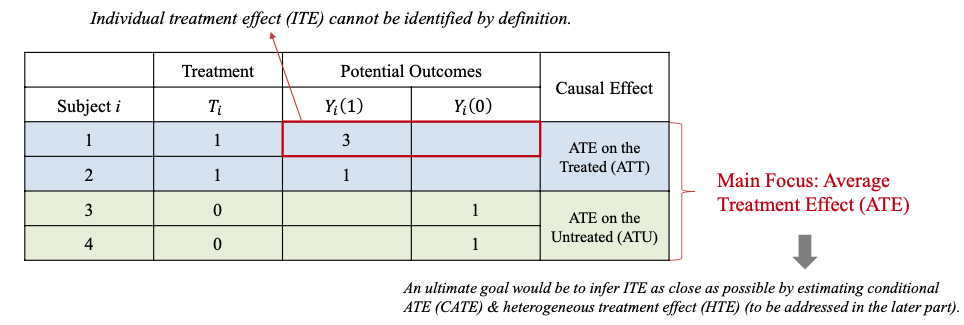 Individual treatment effect (ITE) cannot be identified by definition.
Treatment
Potential Outcomes
Causal Effect
Subject i
Tᵢ
Yᵢ(1)
Yᵢ(0)
1
1
3
ATE on the
Treated (ATT)
2
1
1
3
0
1
ATE on the
Untreated (ATU)
4
0
1
Main Focus: Average
Treatment Effect (ATE)
An ultimate goal would be to infer ITE as close as possible by estimating conditional
ATE (CATE) & heterogeneous treatment effect (HTE) (to be addressed in the later part).